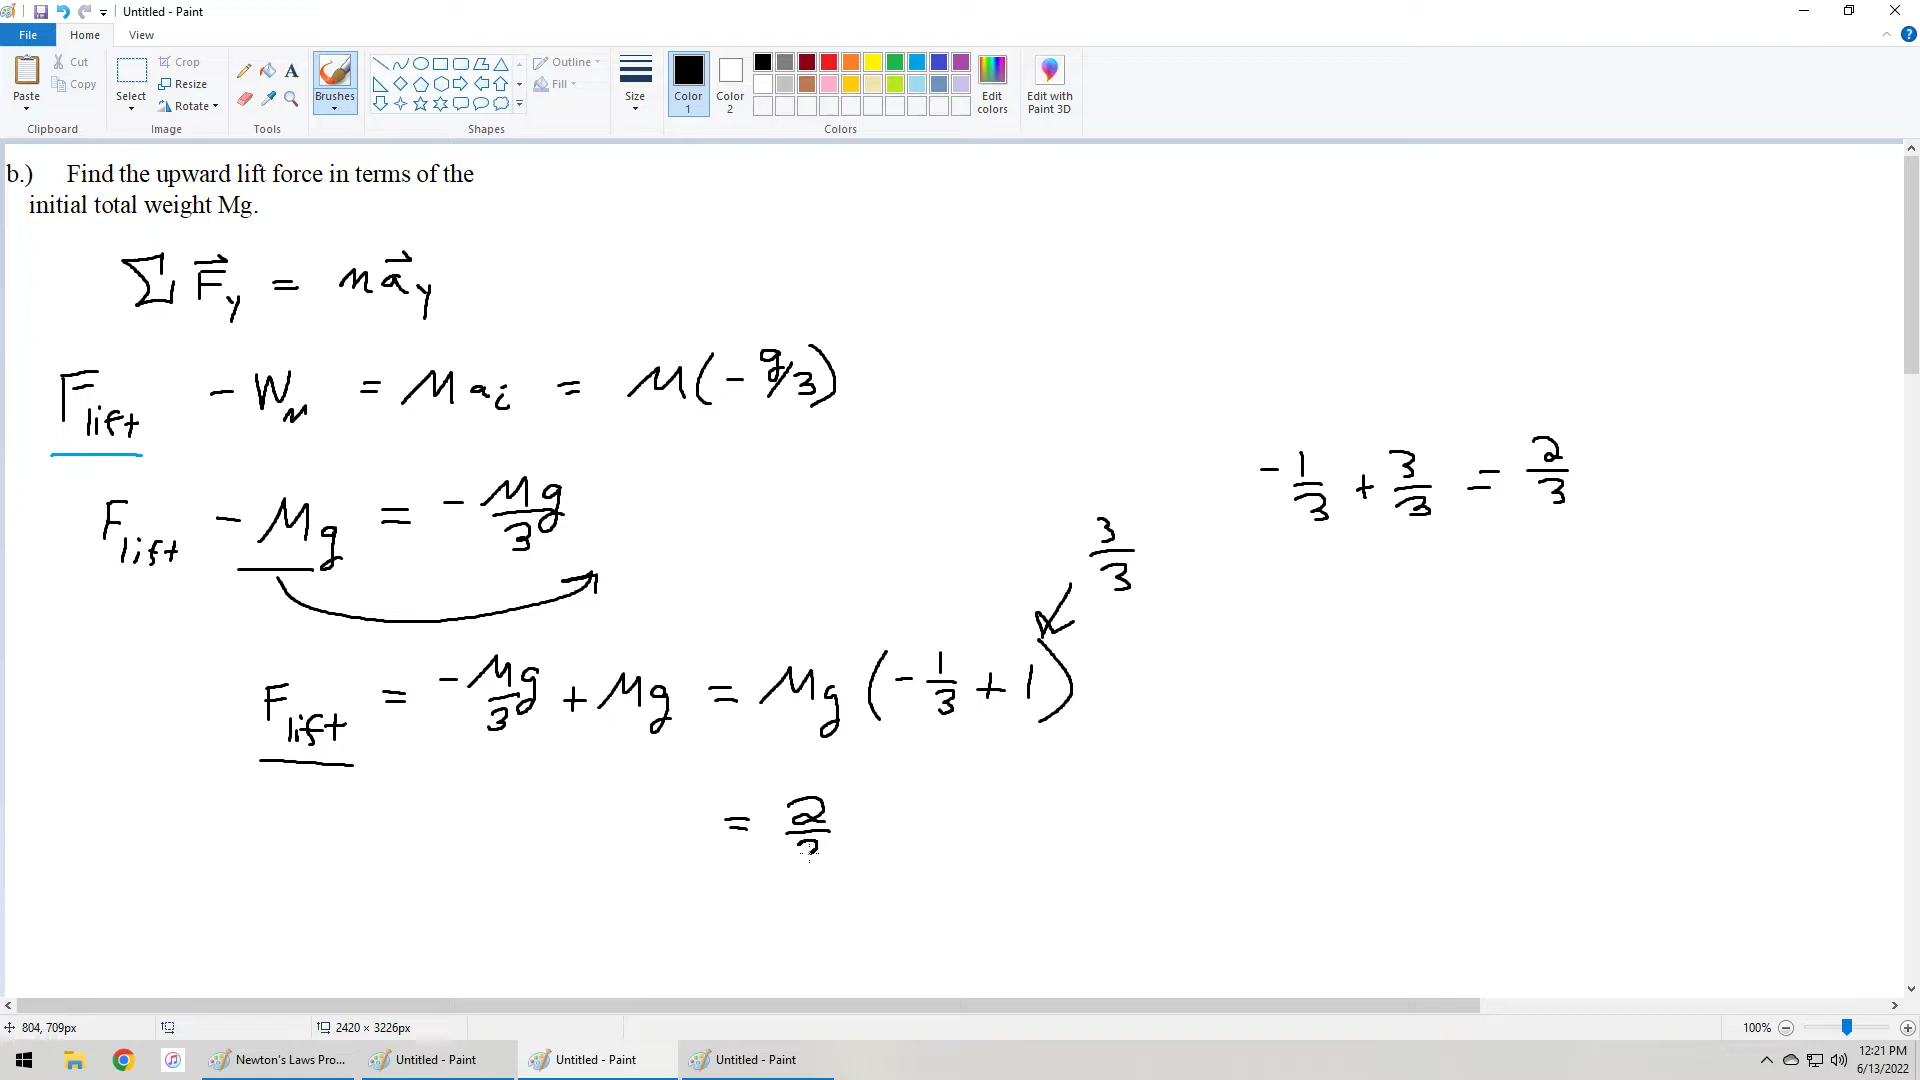 Untitled - Paint
File Home View
Paste Cut Copy Clipboard
Select Crop Resize Rotate Image
Tools
Brushes
Shapes Outline Fill
Size
Color 1 Color 2 Edit colors Colors
Edit with Paint 3D
b.) Find the upward lift force in terms of the
initial total weight Mg.
∑ F⃗y = m a⃗y
Flift - WM = M ai = M(-g/3)
-1/3 + 3/3 = 2/3
Flift - Mg = -Mg/3
3/3
Flift = -Mg/3 + Mg = Mg (-1/3 + 1)
= 2/
804, 709px 2420 × 3226px 100%
Newton's Laws Pro... Untitled - Paint Untitled - Paint Untitled - Paint
12:21 PM
6/13/2022